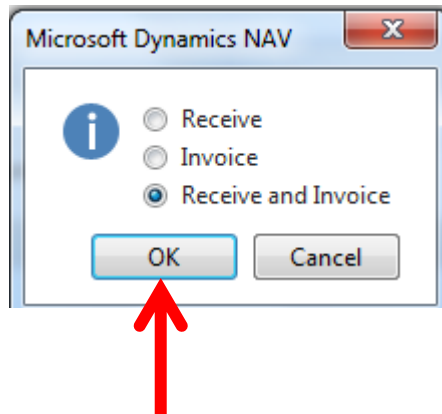 Microsoft Dynamics NAV
Receive
Invoice
Receive and Invoice
OK Cancel